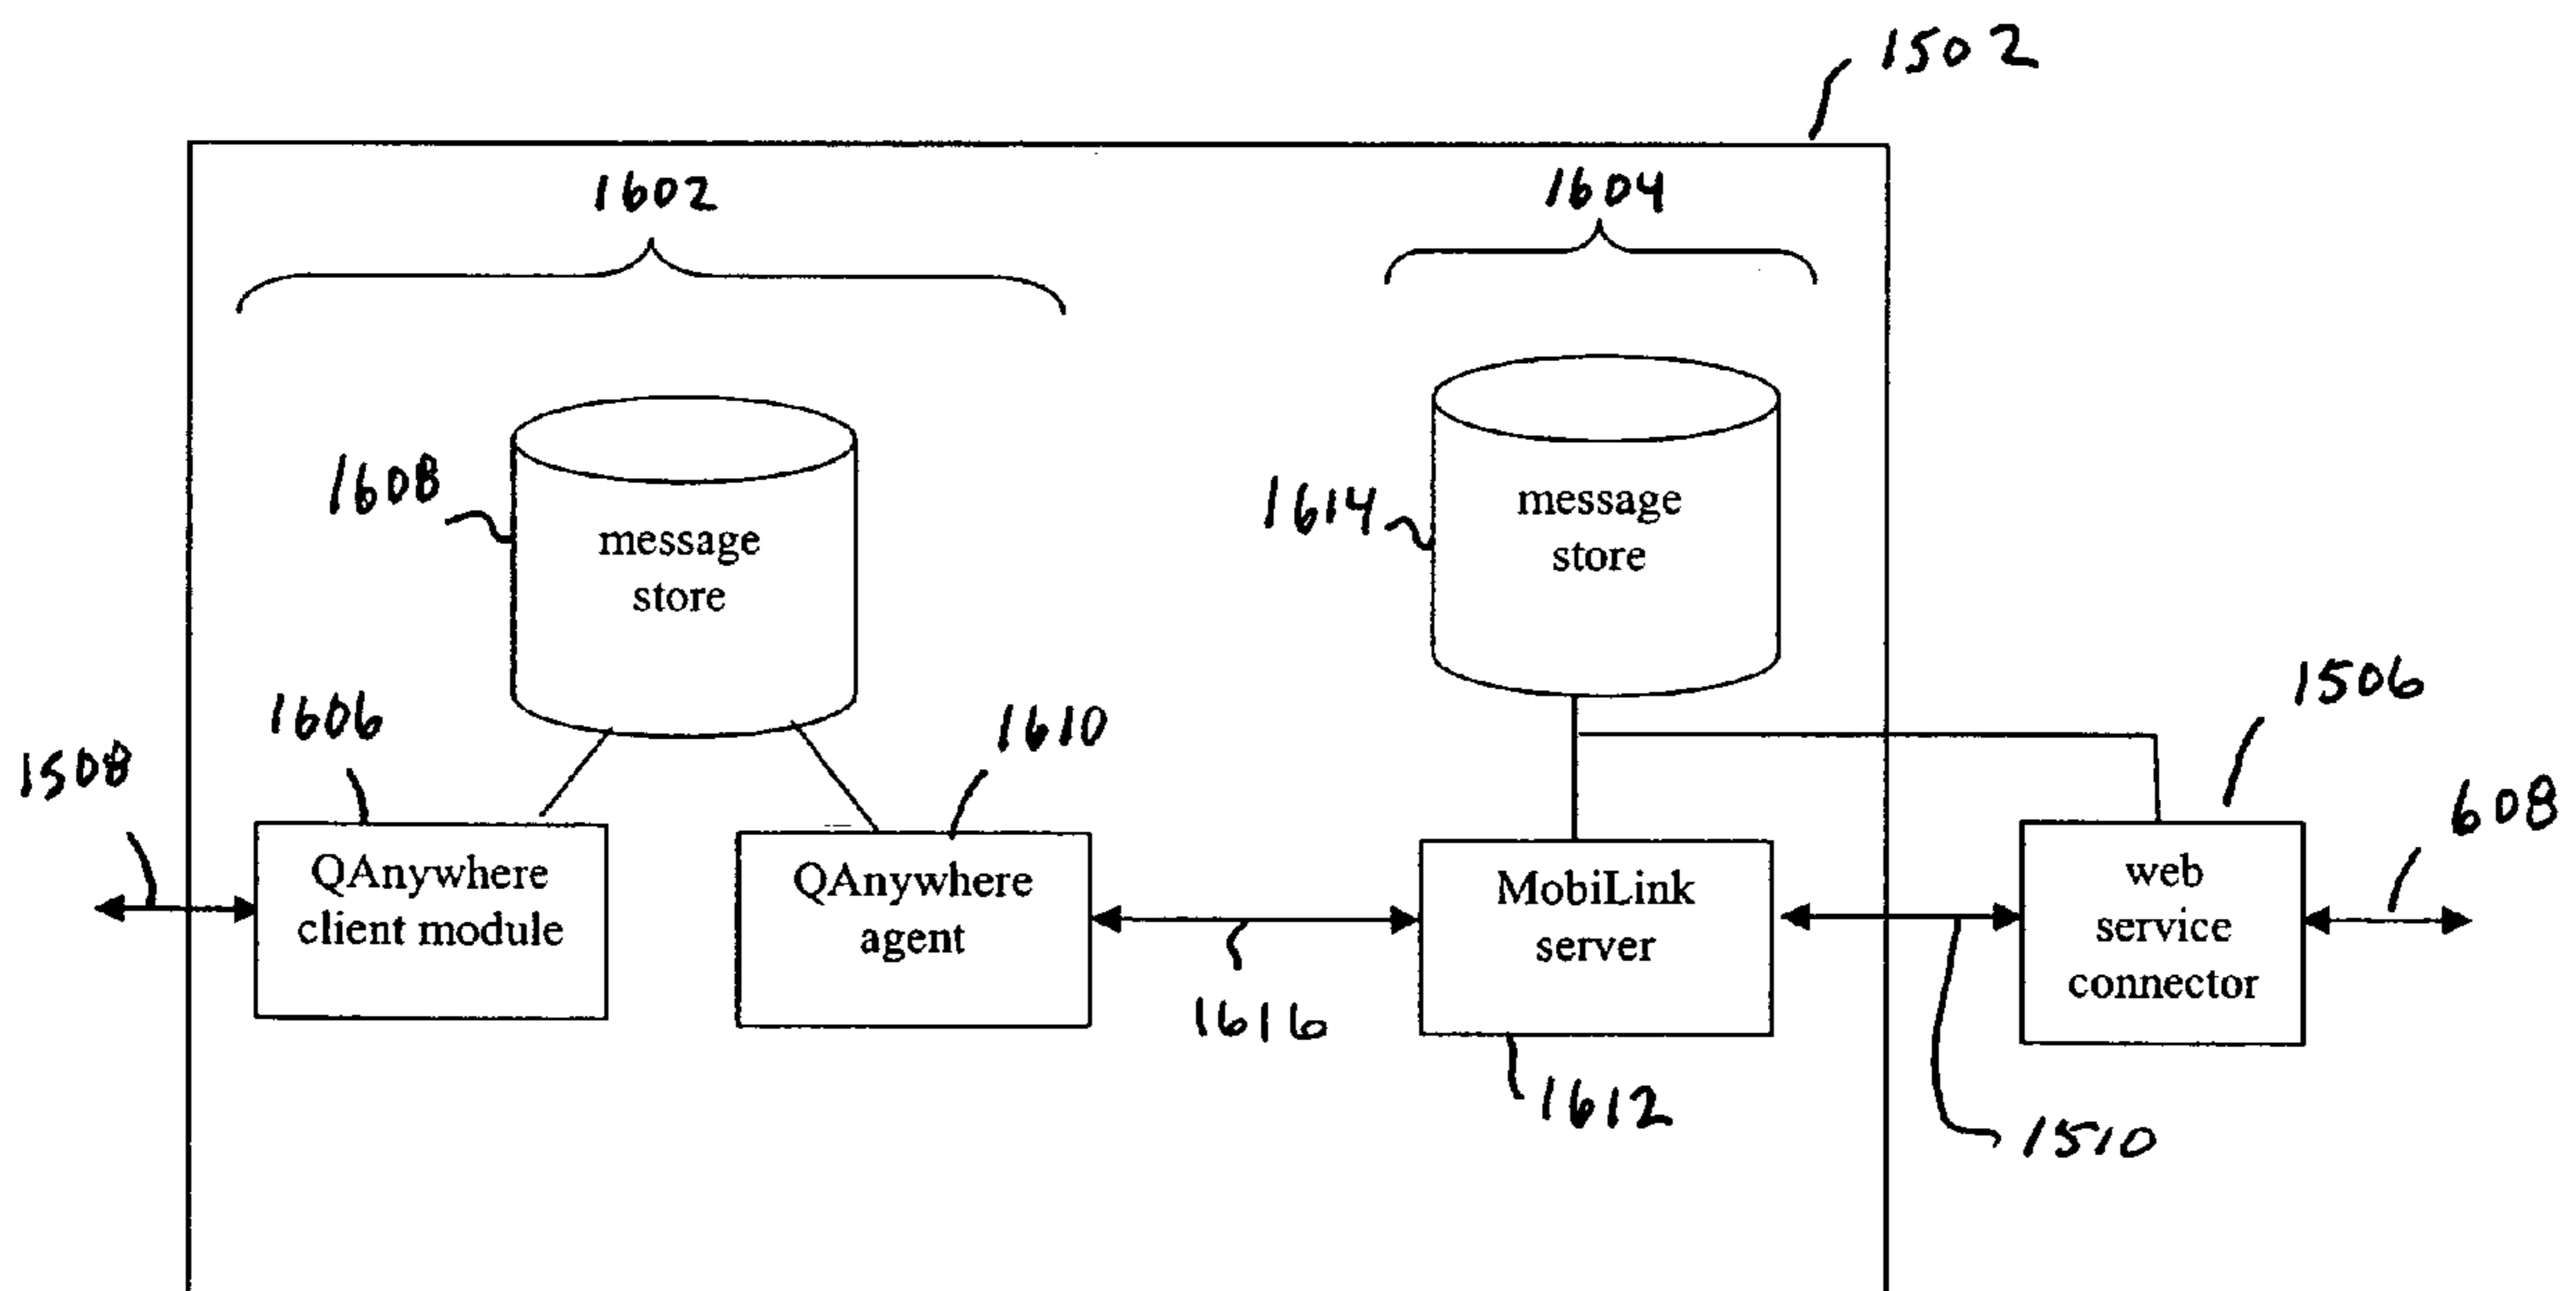 1502
1602
1604
1608
message
store
1614
message
store
1606
1610
1506
1508
608
QAnywhere
client module
QAnywhere
agent
MobiLink
server
web
service
connector
1616
1612
1510